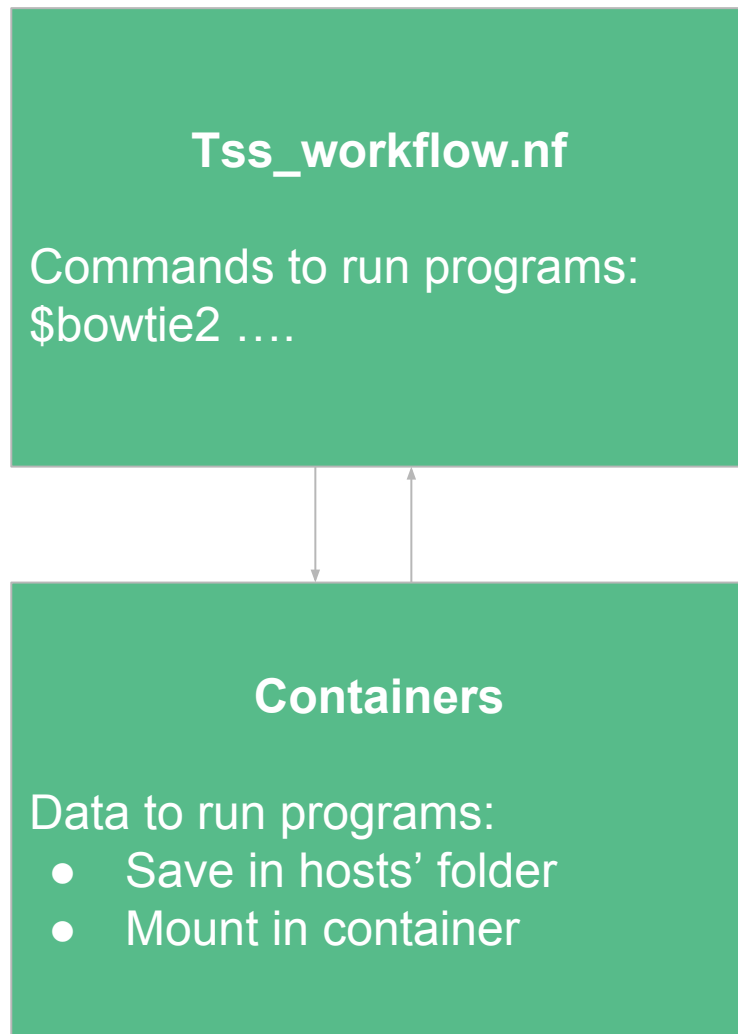 Tss_workflow.nf
Commands to run programs:
$bowtie2 ....
Containers
Data to run programs:
● Save in hosts’ folder
● Mount in container